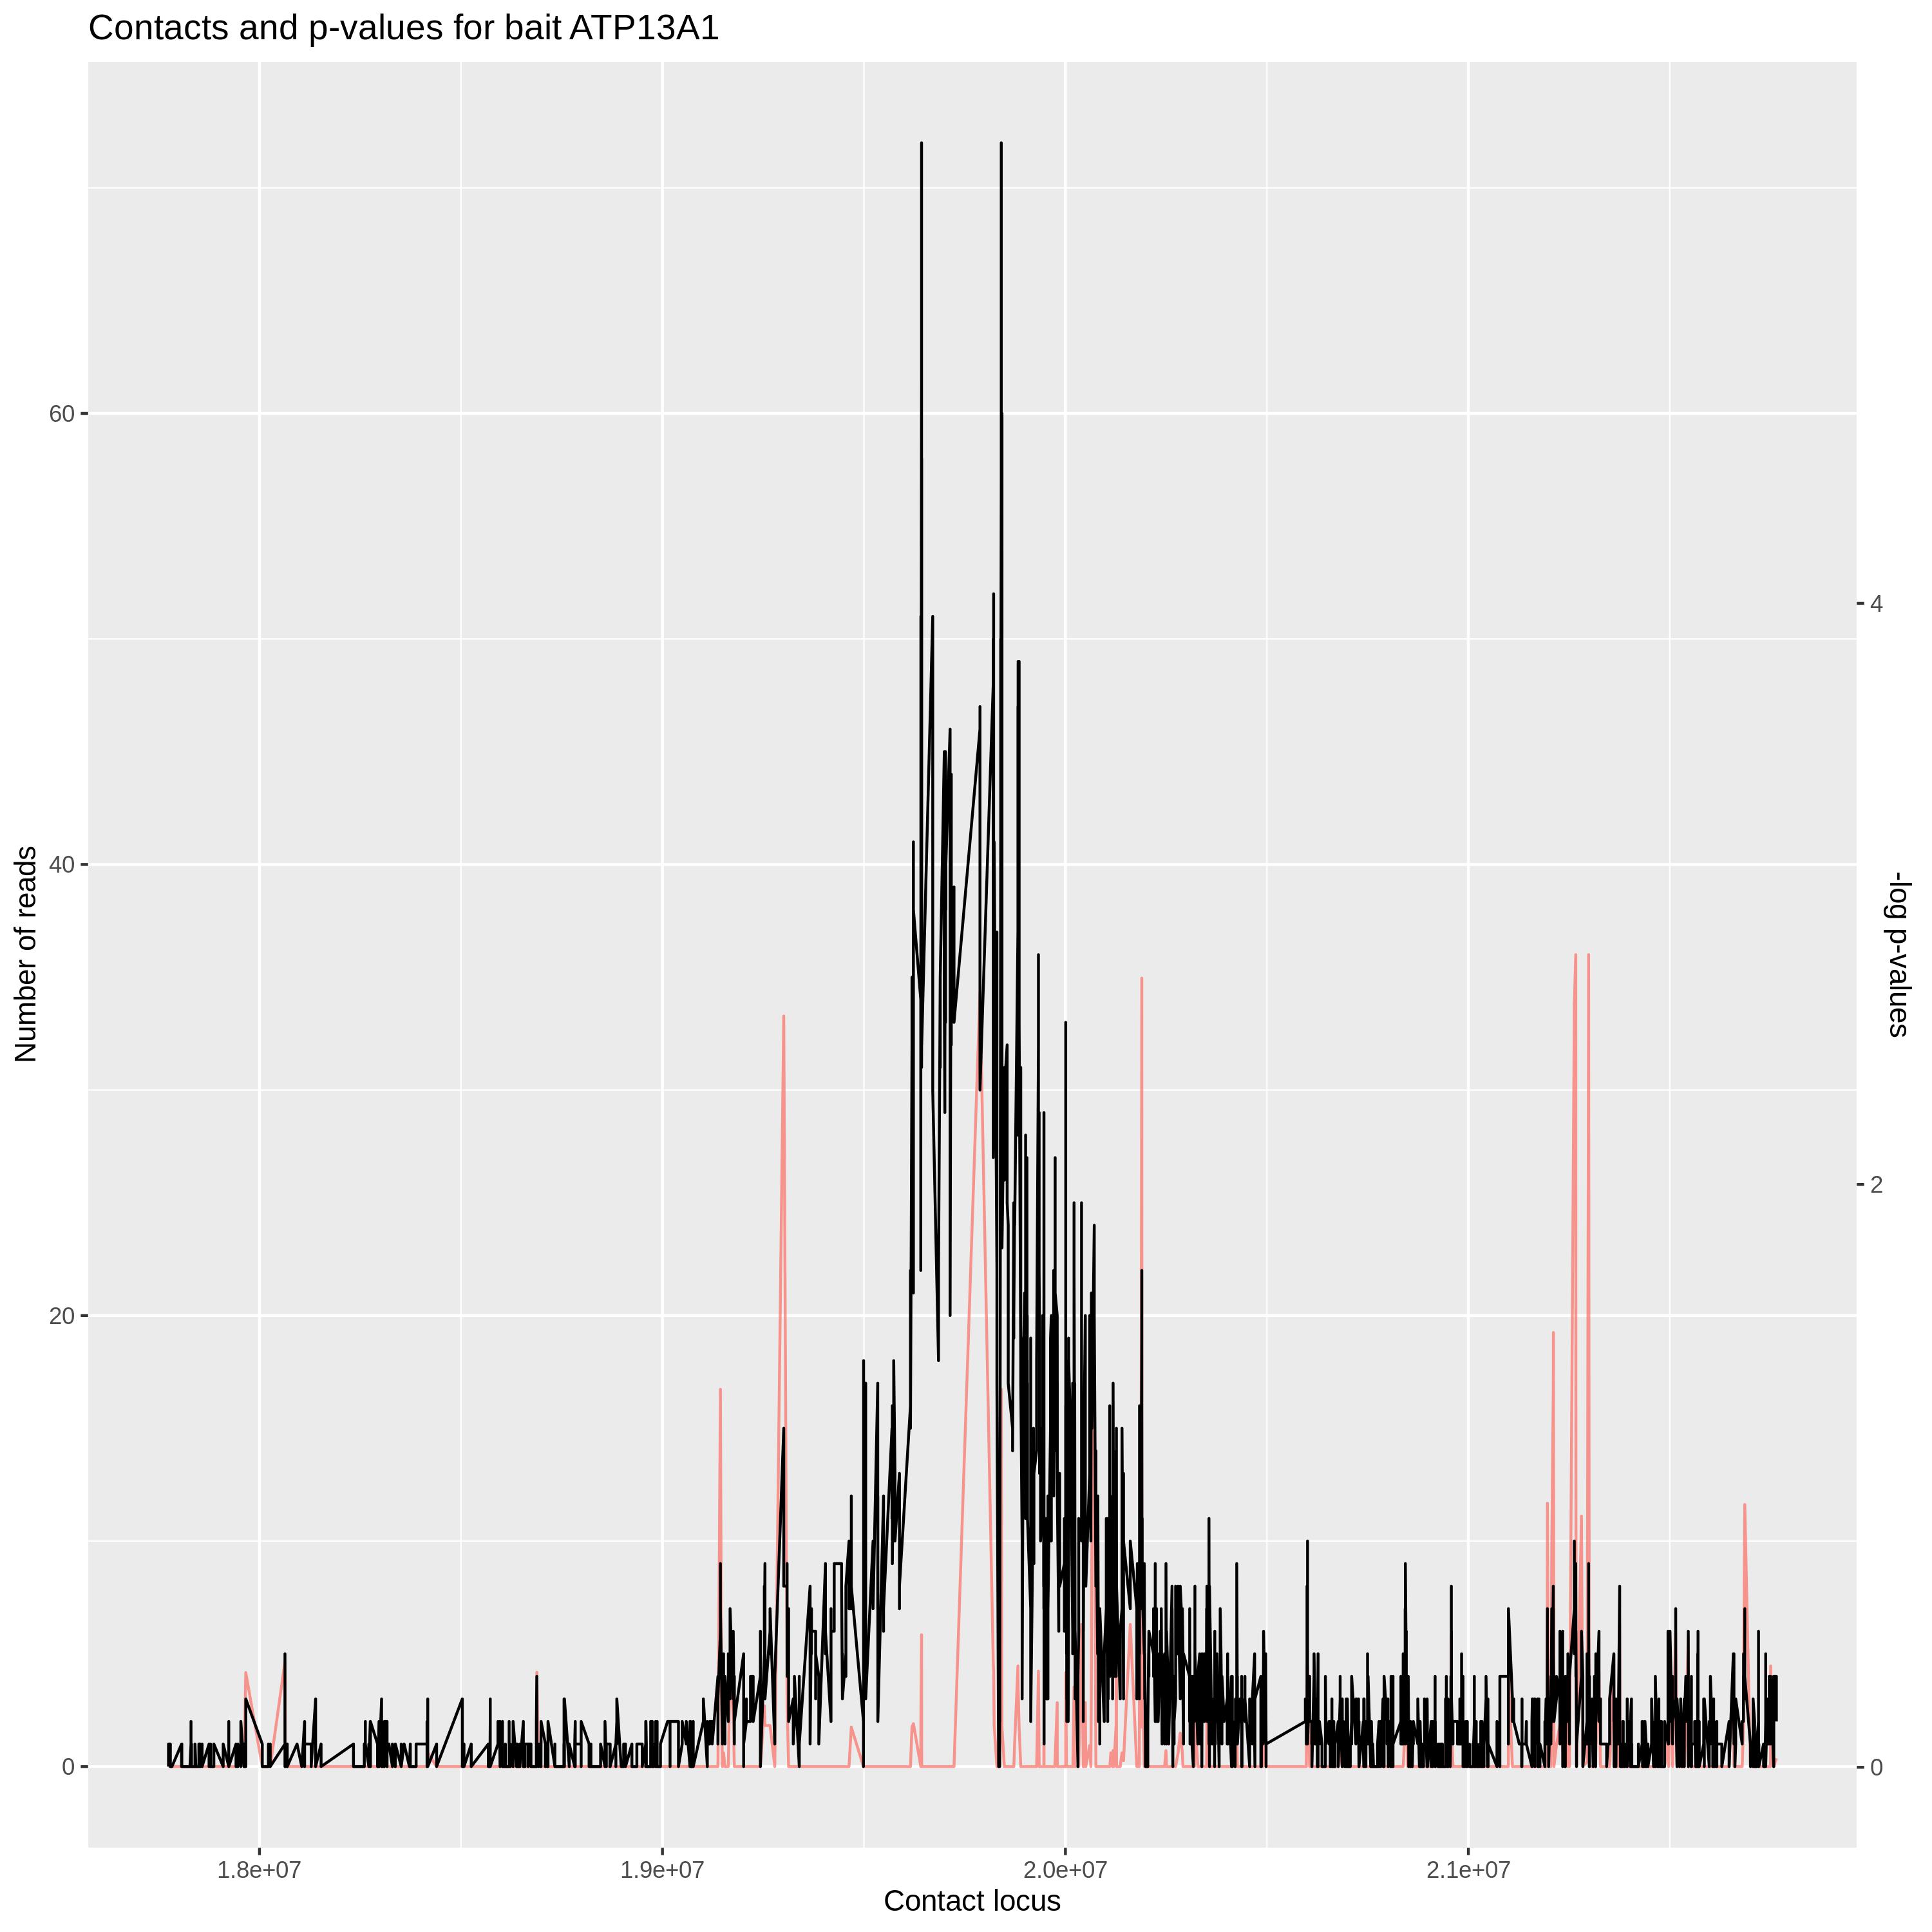 Contacts and p-values for bait ATP13A1
Number of reads
60
40
20
0
4
2
0
-log p-values
1.8e+07
1.9e+07
2.0e+07
2.1e+07
Contact locus